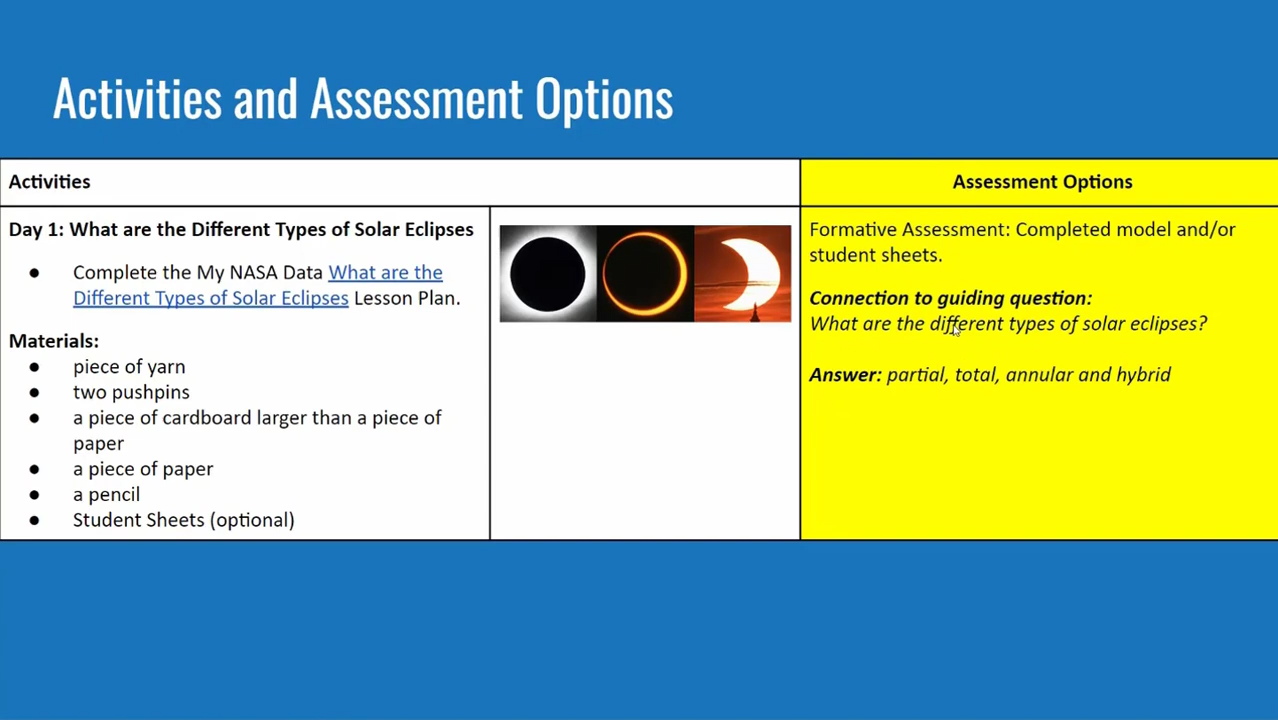 Activities and Assessment Options
Activities
Assessment Options
Day 1: What are the Different Types of Solar Eclipses
● Complete the My NASA Data What are the
Different Types of Solar Eclipses Lesson Plan.
Materials:
● piece of yarn
● two pushpins
● a piece of cardboard larger than a piece of
paper
● a piece of paper
● a pencil
● Student Sheets (optional)
Formative Assessment: Completed model and/or
student sheets.
Connection to guiding question:
What are the different types of solar eclipses?
Answer: partial, total, annular and hybrid